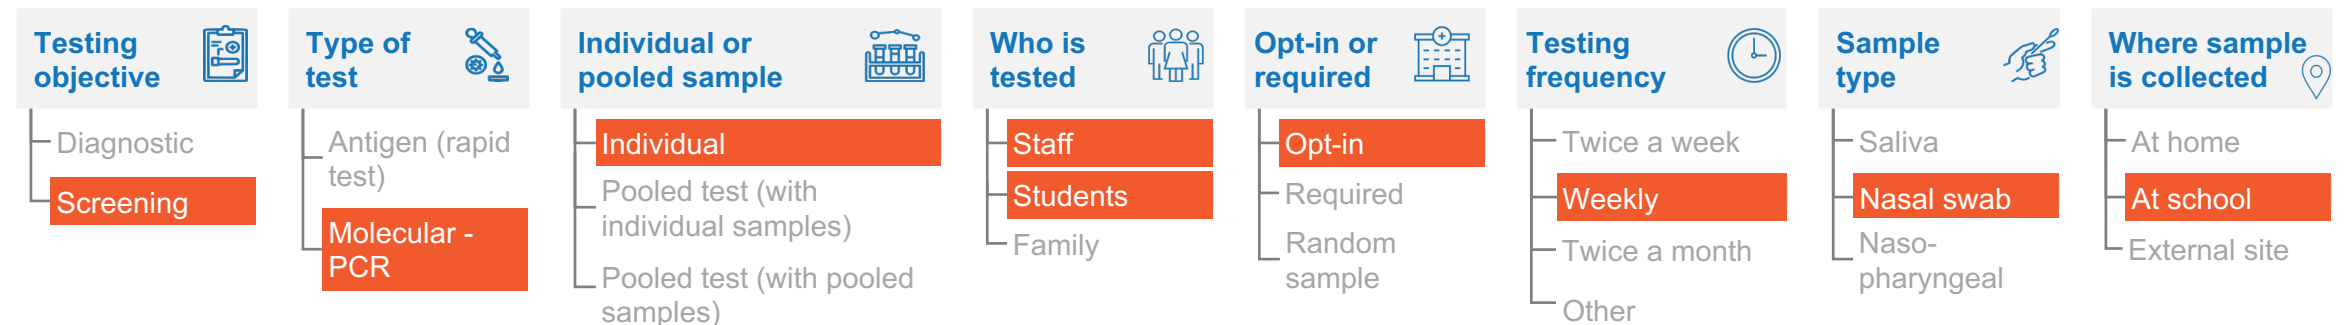 Testing
objective
Diagnostic
Screening
Type of
test
Antigen (rapid
test)
Molecular -
PCR
Individual or
pooled sample
Individual
Pooled test (with
individual samples)
Pooled test (with pooled
samples)
Who is
tested
Staff
Students
Family
Opt-in or
required
Opt-in
Required
Random
sample
Testing
frequency
Twice a week
Weekly
Twice a month
Other
Sample
type
Saliva
Nasal swab
Naso-
pharyngeal
Where sample
is collected
At home
At school
External site